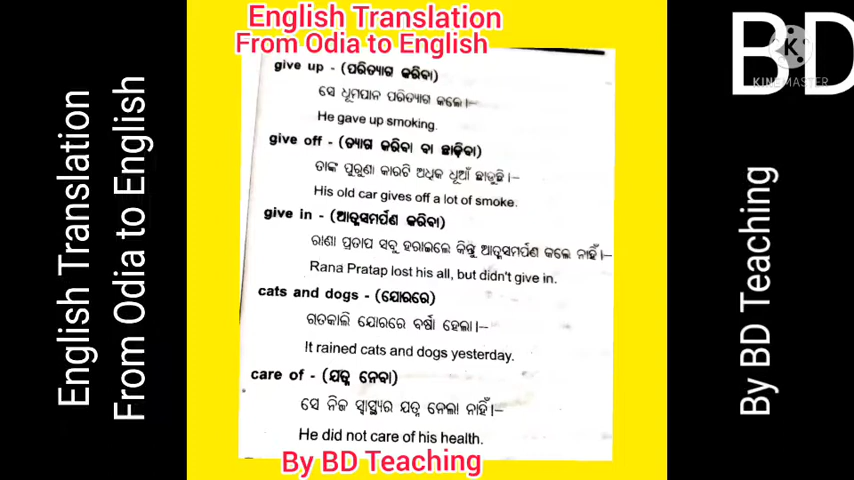 English Translation
From Odia to English
give up - (ପରିତ୍ୟାଗ କରିବା)
ସେ ଧୂମପାନ ପରିତ୍ୟାଗ କଲେ।–
He gave up smoking.
give off - (ତ୍ୟାଗ କରିବା ବା ଛାଡ଼ିବା)
ତାଙ୍କ ପୁରୁଣା କାରଟି ଅଧିକ ଧୂଆଁ ଛାଡୁଛି।–
His old car gives off a lot of smoke.
give in - (ଆତ୍ମସମର୍ପଣ କରିବା)
ରାଣା ପ୍ରତାପ ସବୁ ହରାଇଲେ କିନ୍ତୁ ଆତ୍ମସମର୍ପଣ କଲେ ନାହିଁ।–
Rana Pratap lost his all, but didn't give in.
cats and dogs - (ଯୋରରେ)
ଗତକାଲି ଯୋରରେ ବର୍ଷା ହେଲା।–
It rained cats and dogs yesterday.
care of - (ଯତ୍ନ ନେବା)
ସେ ନିଜ ସ୍ୱାସ୍ଥ୍ୟର ଯତ୍ନ ନେଲା ନାହିଁ।–
He did not care of his health.
By BD Teaching
English Translation
From Odia to English
BD
K
KINEMASTER
By BD Teaching